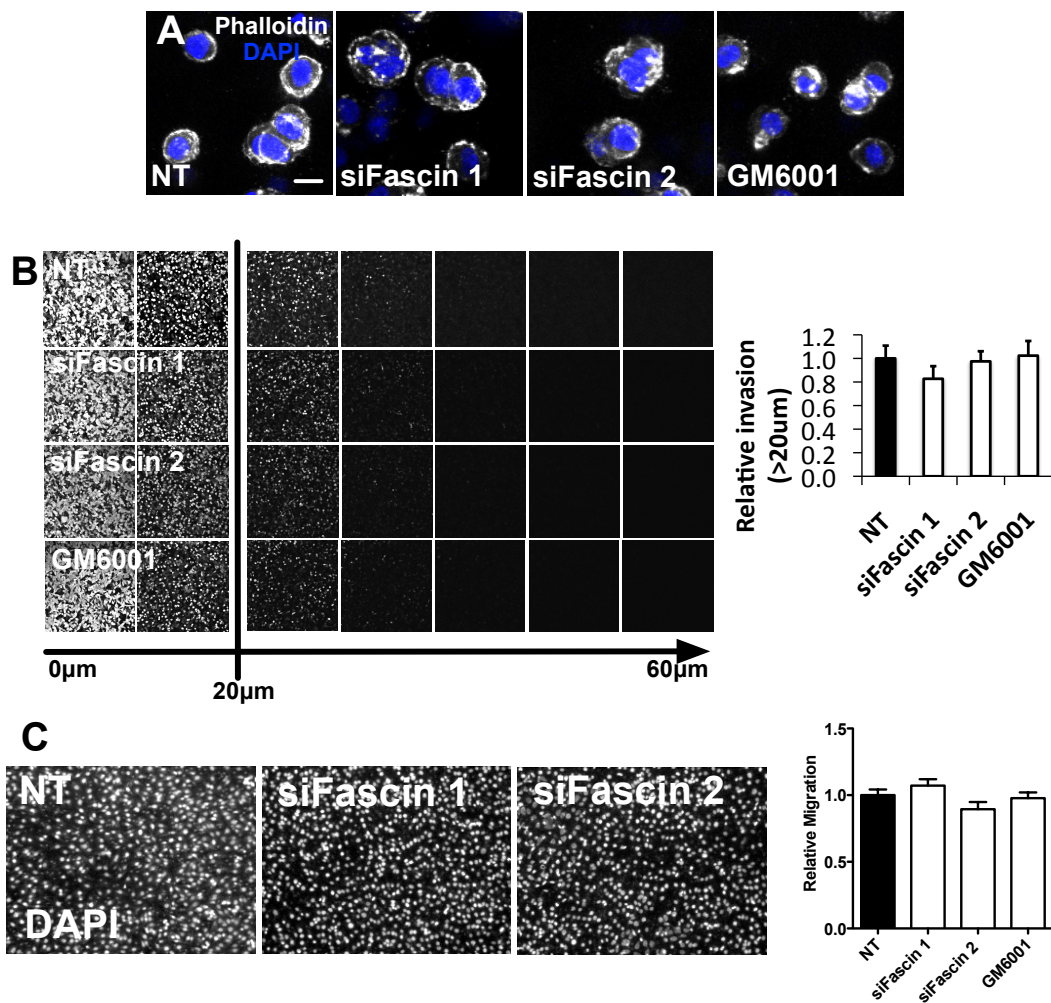 A
Phalloidin
DAPI
NT
siFascin 1
siFascin 2
GM6001
B
NT
siFascin 1
siFascin 2
GM6001
0µm
20µm
60µm
Relative invasion
(>20um)
1.2
1.0
0.8
0.6
0.4
0.2
0.0
NT
siFascin 1
siFascin 2
GM6001
C
NT
DAPI
siFascin 1
siFascin 2
Relative Migration
1.5
1.0
0.5
0.0
NT
siFascin 1
siFascin 2
GM6001